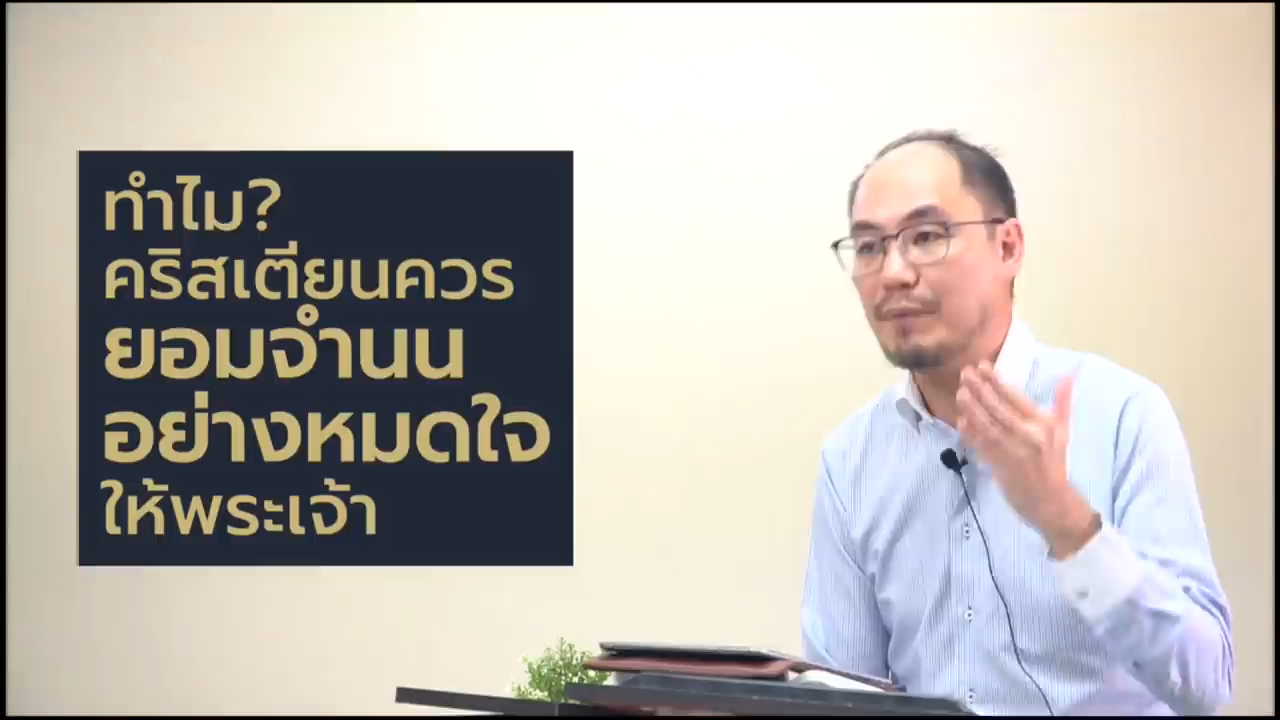 ทำไม?
คริสเตียนควร
ยอมจำนน
อย่างหมดใจ
ให้พระเจ้า